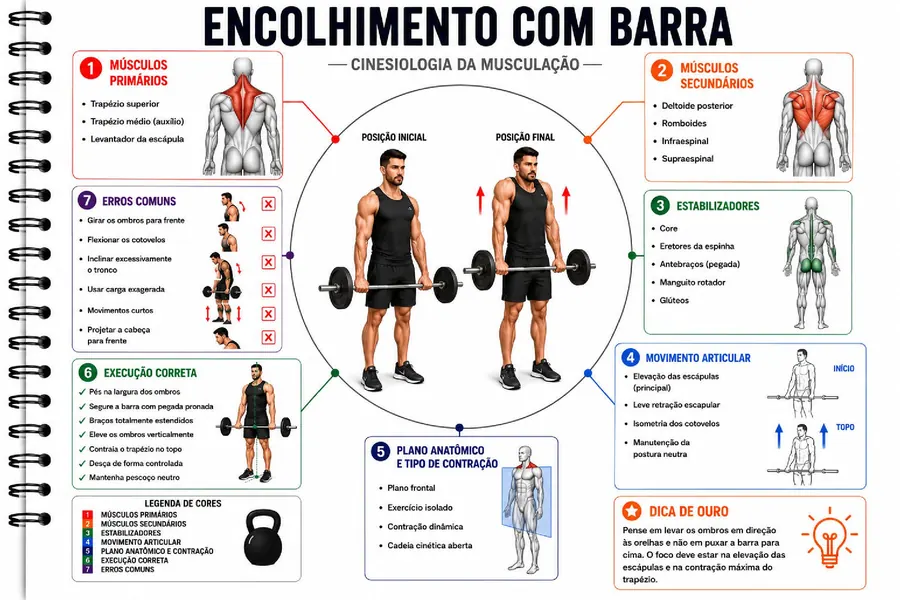 ENCOLHIMENTO COM BARRA
CINESIOLOGIA DA MUSCULAÇÃO
1 MÚSCULOS
PRIMÁRIOS
• Trapézio superior
• Trapézio médio (auxílio)
• Levantador da escápula
2 MÚSCULOS
SECUNDÁRIOS
• Deltoide posterior
• Romboides
• Infraespinal
• Supraespinal
POSIÇÃO INICIAL
POSIÇÃO FINAL
7 ERROS COMUNS
• Girar os ombros para frente
• Flexionar os cotovelos
• Inclinar excessivamente
o tronco
• Usar carga exagerada
• Movimentos curtos
• Projetar a cabeça
para frente
3 ESTABILIZADORES
• Core
• Eretores da espinha
• Antebraços (pegada)
• Manguito rotador
• Glúteos
6 EXECUÇÃO CORRETA
✓ Pés na largura dos ombros
✓ Segure a barra com pegada pronada
✓ Braços totalmente estendidos
✓ Eleve os ombros verticalmente
✓ Contraia o trapézio no topo
✓ Desça de forma controlada
✓ Mantenha pescoço neutro
4 MOVIMENTO ARTICULAR
• Elevação das escápulas
(principal)
• Leve retração escapular
• Isometria dos cotovelos
• Manutenção da
postura neutra
INÍCIO
TOPO
5 PLANO ANATÔMICO
E TIPO DE CONTRAÇÃO
• Plano frontal
• Exercício isolado
• Contração dinâmica
• Cadeia cinética aberta
LEGENDA DE CORES
1 MÚSCULOS PRIMÁRIOS
2 MÚSCULOS SECUNDÁRIOS
3 ESTABILIZADORES
4 MOVIMENTO ARTICULAR
5 PLANO ANATÔMICO E CONTRAÇÃO
6 EXECUÇÃO CORRETA
7 ERROS COMUNS
DICA DE OURO
Pense em levar os ombros em direção
às orelhas e não em puxar a barra para
cima. O foco deve estar na elevação das
escápulas e na contração máxima do
trapézio.